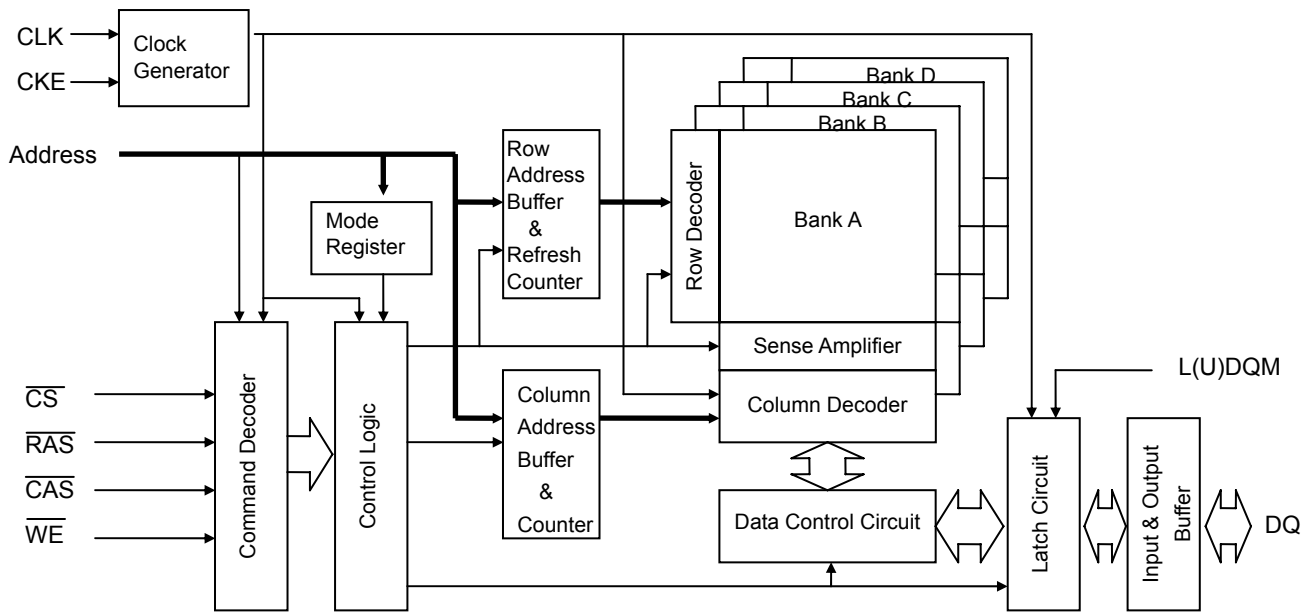 CLK
CKE
Clock
Generator
Address
Mode
Register
Row
Address
Buffer
&
Refresh
Counter
Bank D
Bank C
Bank B
Bank A
Row Decoder
Sense Amplifier
Column Decoder
L(U)DQM
CS
RAS
CAS
WE
Command Decoder
Control Logic
Column
Address
Buffer
&
Counter
Data Control Circuit
Latch Circuit
Input & Output
Buffer
DQ